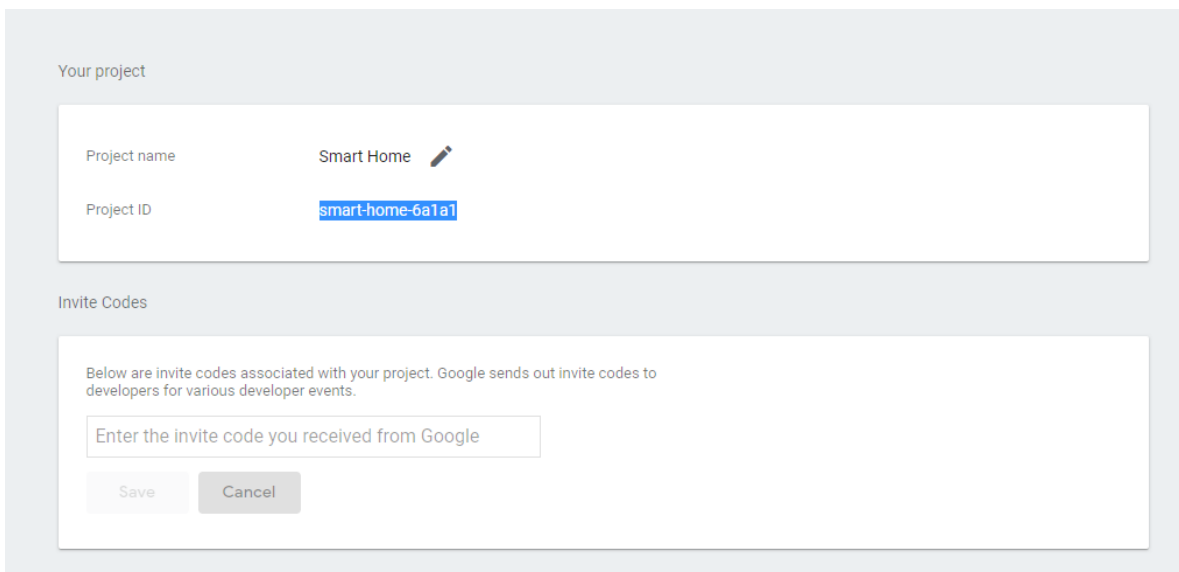 Your project
Project name Smart Home
Project ID smart-home-6a1a1
Invite Codes
Below are invite codes associated with your project. Google sends out invite codes to
developers for various developer events.
Enter the invite code you received from Google
Save Cancel